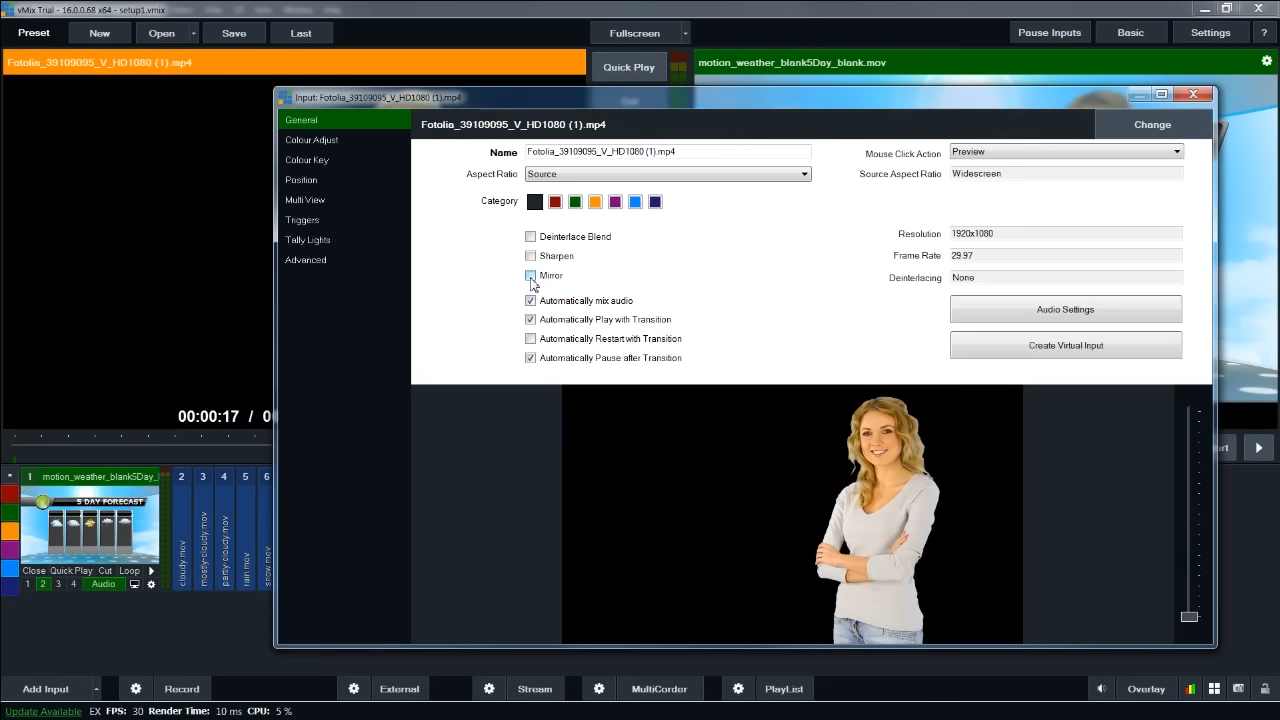 vMix Trial - 16.0.0.68 x64 - setup1.vmix
Preset New Open Save Last Fullscreen Pause Inputs Basic Settings ?
Fotolia_39109095_V_HD1080 (1).mp4 Quick Play motion_weather_blank5Day_blank.mov
Cut
Input: Fotolia_39109095_V_HD1080 (1).mp4
General
Colour Adjust
Colour Key
Position
Multi View
Triggers
Tally Lights
Advanced
Fotolia_39109095_V_HD1080 (1).mp4 Change
Name Fotolia_39109095_V_HD1080 (1).mp4
Aspect Ratio Source
Category
Mouse Click Action Preview
Source Aspect Ratio Widescreen
Deinterlace Blend
Sharpen
Mirror
Automatically mix audio
Automatically Play with Transition
Automatically Restart with Transition
Automatically Pause after Transition
Resolution 1920x1080
Frame Rate 29.97
Deinterlacing None
Audio Settings
Create Virtual Input
00:00:17 / 0
1 motion_weather_blank5Day_ 2 3 4 5 6
5 DAY FORECAST
cloudy.mov
mostly-cloudy.mov
party-cloudy.mov
rain.mov
snow.mov
Close Quick Play Cut Loop
1 2 3 4 Audio
Add Input Record External Stream MultiCorder PlayList Overlay
Update Available EX FPS: 30 Render Time: 10 ms CPU: 5 %